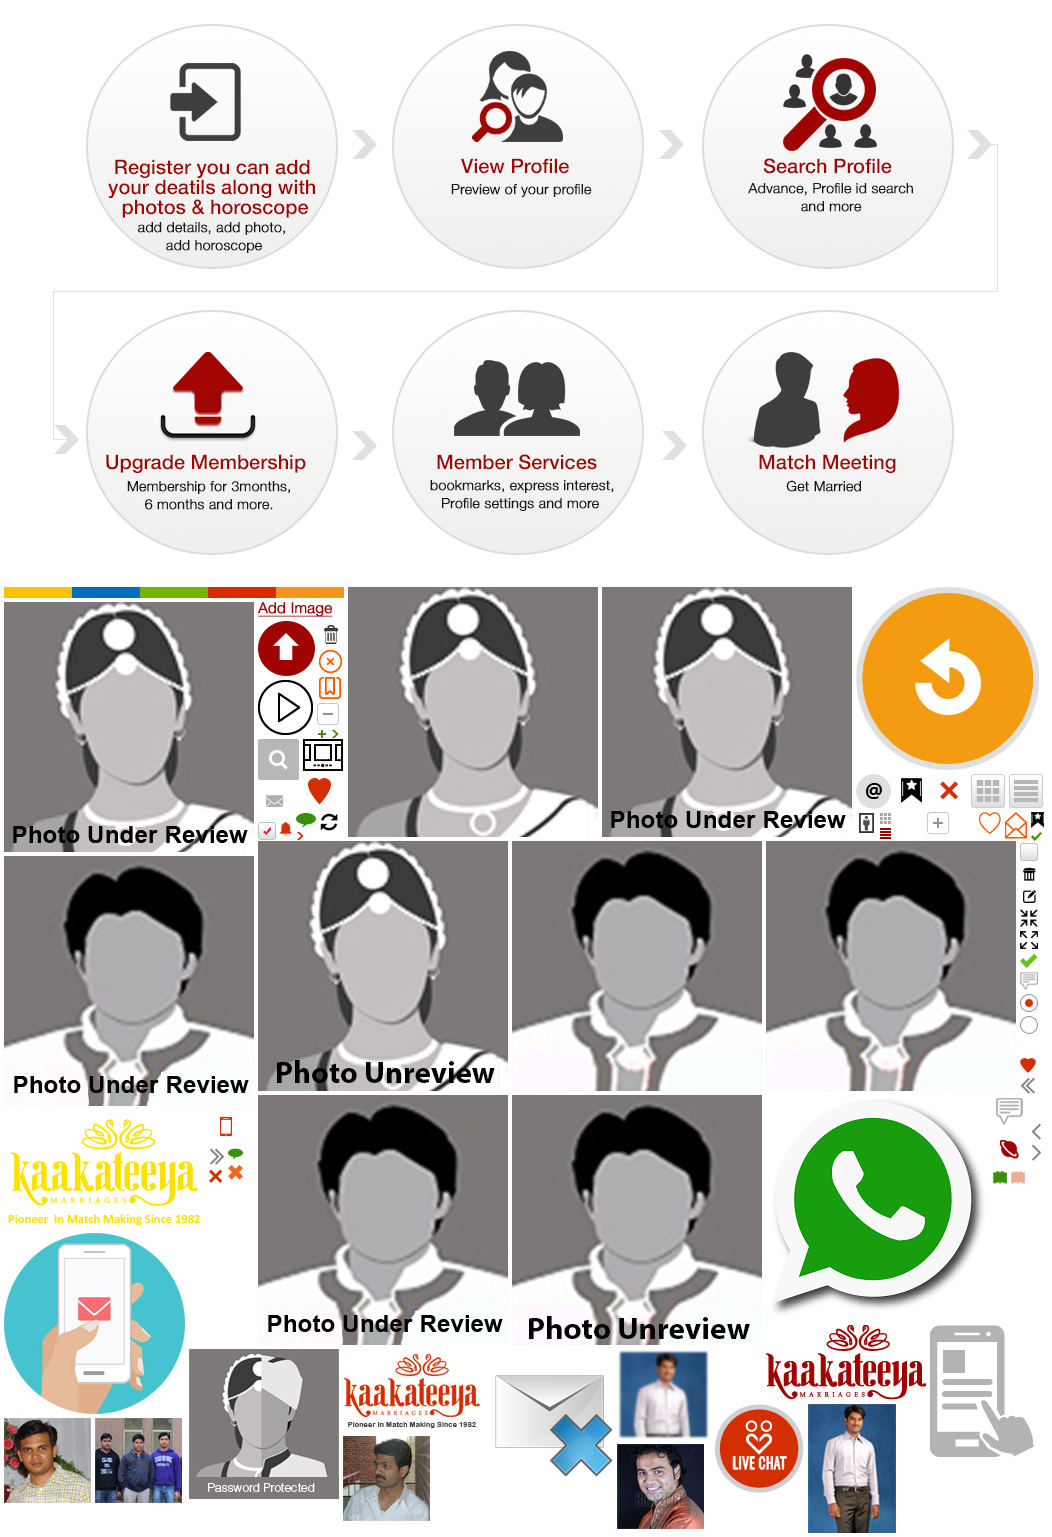 Register you can add
your deatils along with
photos & horoscope
add details, add photo,
add horoscope
View Profile
Preview of your profile
Search Profile
Advance, Profile id search
and more
Upgrade Membership
Membership for 3months,
6 months and more.
Member Services
bookmarks, express interest,
Profile settings and more
Match Meeting
Get Married
Add Image
Photo Under Review
Photo Under Review
@
Photo Under Review
Photo Unreview
kaakateeya
MARRIAGES
Pioneer In Match Making Since 1982
Photo Under Review
Photo Unreview
Password Protected
kaakateeya
MARRIAGES
Pioneer In Match Making Since 1982
kaakateeya
MARRIAGES
LIVE CHAT